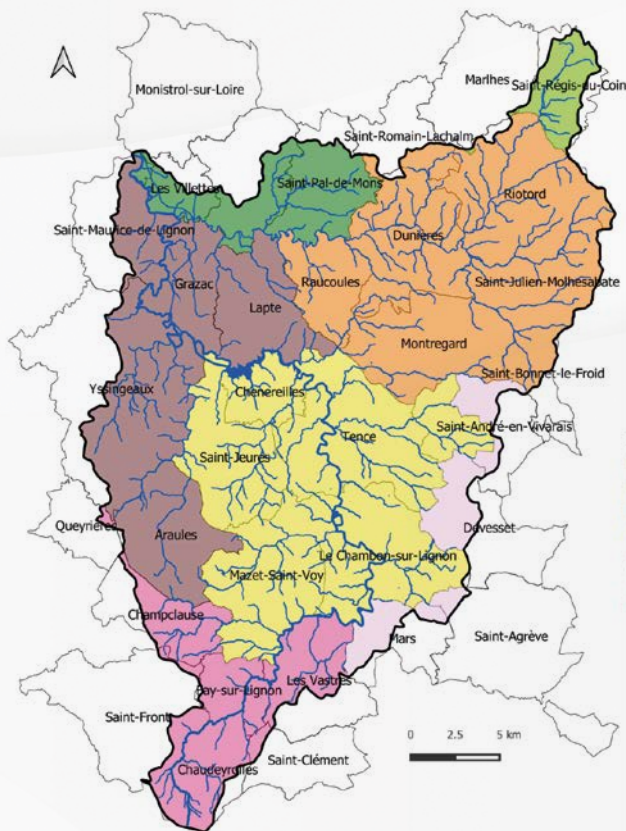 Monistrol-sur-Loire
Marlhes
Saint-Régis-du-Coin
Saint-Romain-Lachalm
Les Villettes
Saint-Pal-de-Mons
Riotord
Saint-Maurice-de-Lignon
Dunières
Grazac
Raucoules
Saint-Julien-Molhesabate
Lapte
Montregard
Saint-Bonnet-le-Froid
Yssingeaux
Chenereilles
Saint-André-en-Vivarais
Tence
Saint-Jeures
Queyrières
Devesset
Araules
Le Chambon-sur-Lignon
Mazet-Saint-Voy
Champclause
Mars
Saint-Agrève
Les Vastres
Fay-sur-Lignon
Saint-Front
0 2.5 5 km
Saint-Clément
Chaudeyrolles